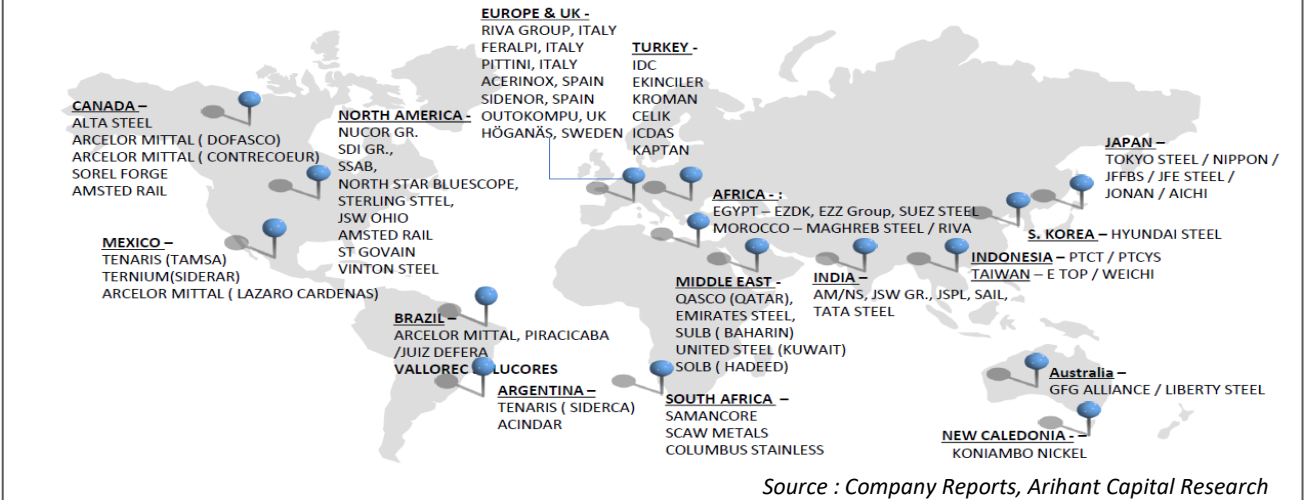 EUROPE & UK -
RIVA GROUP, ITALY
FERALPI, ITALY
PITTINI, ITALY
ACERINOX, SPAIN
SIDENOR, SPAIN
OUTOKOMPU, UK
HÖGANÄS, SWEDEN
TURKEY -
IDC
EKINCILER
KROMAN
CELIK
ICDAS
KAPTAN
CANADA –
ALTA STEEL
ARCELOR MITTAL ( DOFASCO)
ARCELOR MITTAL ( CONTRECOEUR)
SOREL FORGE
AMSTED RAIL
NORTH AMERICA -
NUCOR GR.
SDI GR.,
SSAB,
NORTH STAR BLUESCOPE,
STERLING STTEL,
JSW OHIO
AMSTED RAIL
ST GOVAIN
VINTON STEEL
JAPAN –
TOKYO STEEL / NIPPON /
JFFBS / JFE STEEL /
JONAN / AICHI
AFRICA - :
EGYPT – EZDK, EZZ Group, SUEZ STEEL
MOROCCO – MAGHREB STEEL / RIVA
S. KOREA – HYUNDAI STEEL
MEXICO –
TENARIS (TAMSA)
TERNIUM(SIDERAR)
ARCELOR MITTAL ( LAZARO CARDENAS)
INDONESIA – PTCT / PTCYS
TAIWAN – E TOP / WEICHI
MIDDLE EAST -
QASCO (QATAR),
EMIRATES STEEL,
SULB ( BAHARIN)
UNITED STEEL (KUWAIT)
SOLB ( HADEED)
INDIA –
AM/NS, JSW GR., JSPL, SAIL,
TATA STEEL
BRAZIL –
ARCELOR MITTAL, PIRACICABA
/JUIZ DEFERA
VALLOREC LUCORES
ARGENTINA –
TENARIS ( SIDERCA)
ACINDAR
SOUTH AFRICA –
SAMANCORE
SCAW METALS
COLUMBUS STAINLESS
Australia –
GFG ALLIANCE / LIBERTY STEEL
NEW CALEDONIA - –
KONIAMBO NICKEL
Source : Company Reports, Arihant Capital Research